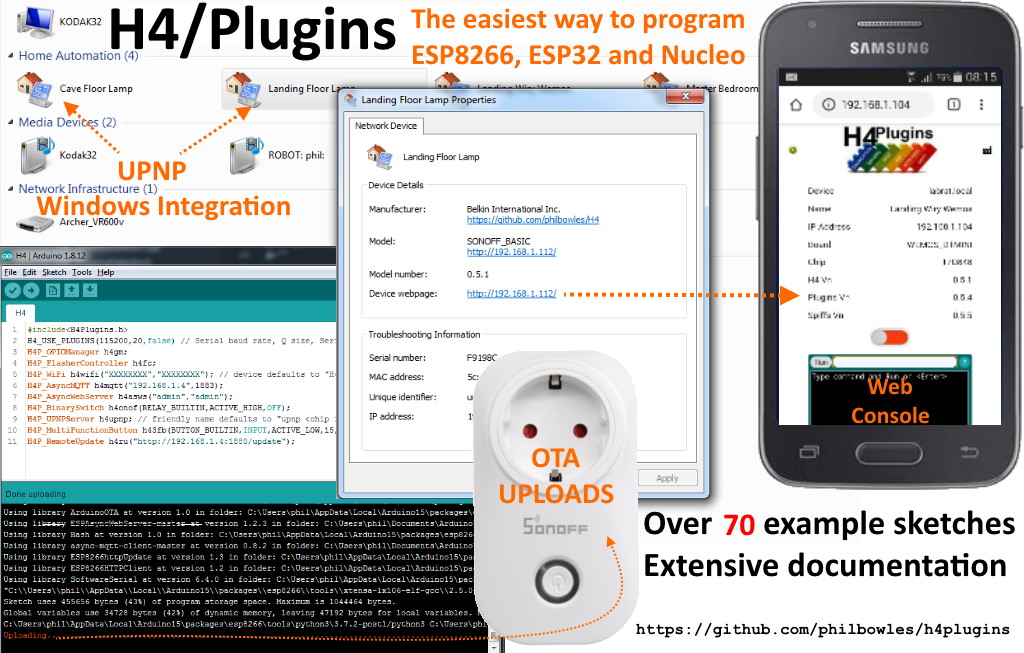 KODAK32
H4/Plugins
The easiest way to program
ESP8266, ESP32 and Nucleo
Home Automation (4)
Cave Floor Lamp
Landing Floor Lamp
Landing Wiry Wemos
Master Bedroom
Media Devices (2)
Kodak32
ROBOT: phil:
UPNP
Windows Integration
Network Infrastructure (1)
Archer_VR600v
Landing Floor Lamp Properties
Network Device
Landing Floor Lamp
Device Details
Manufacturer: Belkin International Inc.
https://github.com/philbowles/H4
Model: SONOFF_BASIC
http://192.168.1.112/
Model number: 0.5.1
Device webpage: http://192.168.1.112/
Troubleshooting Information
Serial number: F9198C
MAC address: 5c:
Unique identifier:
IP address:
Apply
H4 | Arduino 1.8.12
File Edit Sketch Tools Help
H4
1 #include<H4Plugins.h>
2 H4_USE_PLUGINS(115200,20,false) // Serial baud rate, Q size, Ser
3 H4P_GPIOManager h4gm;
4 H4P_FlasherController h4fc;
5 H4P_WiFi h4wifi("XXXXXXXX","XXXXXXXX"); // device defaults to "H
6 H4P_AsyncMQTT h4mqtt("192.168.1.4",1883);
7 H4P_AsyncWebServer h4asws("admin","admin");
8 H4P_BinarySwitch h4onof(RELAY_BUILTIN,ACTIVE_HIGH,OFF);
9 H4P_UPNPServer h4upnp; // friendly name defaults to "upnp <chip i
10 H4P_MultiFunctionButton h43fb(BUTTON_BUILTIN,INPUT,ACTIVE_LOW,15,
11 H4P_RemoteUpdate h4ru("http://192.168.1.4:1880/update");
Done uploading.
Using library ArduinoOTA at version 1.0 in folder: C:\Users\phil\AppData\Local\Arduino15\packages\
Using library ESPAsyncWebServer-master at version 1.2.3 in folder: C:\Users\phil\Documents\Arduino
Using library Hash at version 1.0 in folder: C:\Users\phil\AppData\Local\Arduino15\packages\esp826
Using library async-mqtt-client-master at version 0.8.2 in folder: C:\Users\phil\Documents\Arduino
Using library ESP8266httpUpdate at version 1.3 in folder: C:\Users\phil\AppData\Local\Arduino15\pa
Using library ESP8266HTTPClient at version 1.2 in folder: C:\Users\phil\AppData\Local\Arduino15\pa
Using library SoftwareSerial at version 6.4.0 in folder: C:\Users\phil\AppData\Local\Arduino15\pac
"C:\\Users\\phil\\AppData\\Local\\Arduino15\\packages\\esp8266\\tools\\xtensa-lx106-elf-gcc\\2.5.0
Sketch uses 455656 bytes (43%) of program storage space. Maximum is 1044464 bytes.
Global variables use 34728 bytes (42%) of dynamic memory, leaving 47192 bytes for local variables.
C:\Users\phil\AppData\Local\Arduino15\packages\esp8266\tools\python3\3.7.2-post1/python3 C:\Users\
Uploading..
OTA
UPLOADS
SONOFF
SAMSUNG
76% 08:15
192.168.1.104
H4Plugins
Device labrat.local
Name Landing Wiry Wemos
IP Address 192.168.1.104
Board WEMOS_D1MINI
Chip 17D848
H4 Vn 0.5.1
Plugins Vn 0.5.4
Spiffs Vn 0.5.5
Run
Type command and Run or <Enter>
Web
Console
Over 70 example sketches
Extensive documentation
https://github.com/philbowles/h4plugins